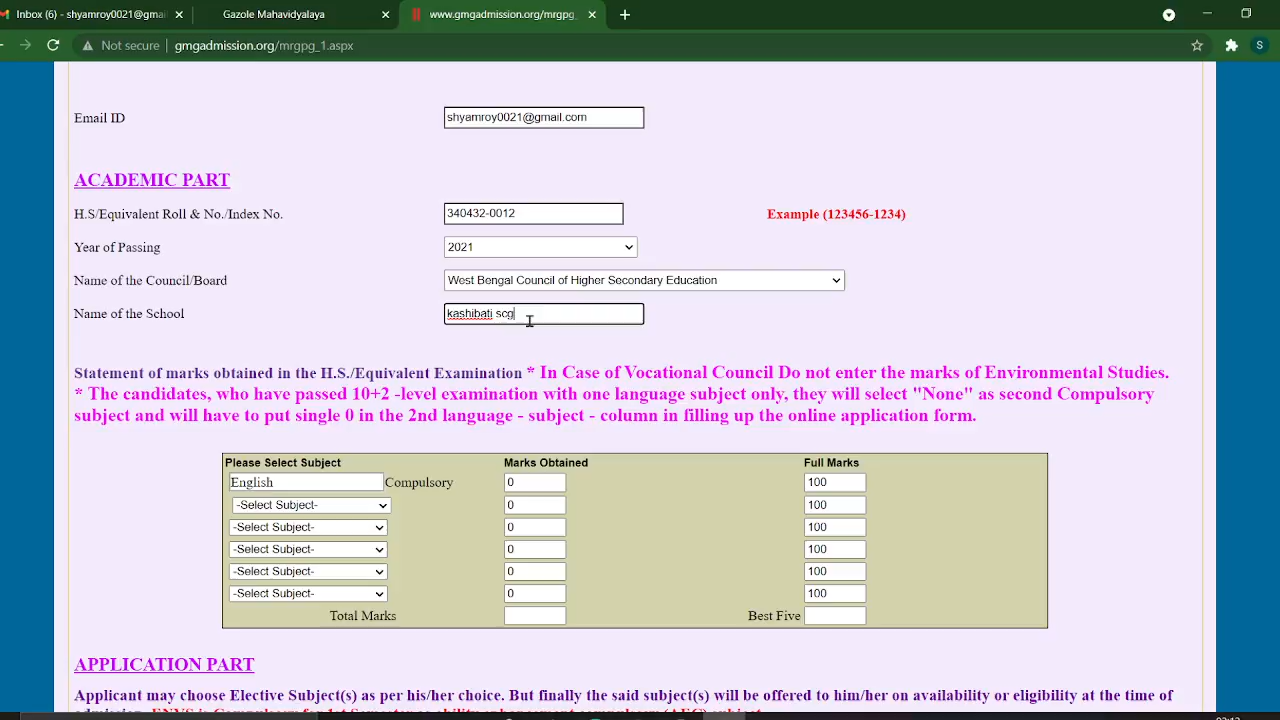 Inbox (6) - shyamroy0021@gmail
Gazole Mahavidyalaya
www.gmgadmission.org/mrgpg_
Not secure
gmgadmission.org/mrgpg_1.aspx
S
Email ID
shyamroy0021@gmail.com
ACADEMIC PART
H.S/Equivalent Roll & No./Index No.
340432-0012
Example (123456-1234)
Year of Passing
2021
Name of the Council/Board
West Bengal Council of Higher Secondary Education
Name of the School
kashibati scg
Statement of marks obtained in the H.S./Equivalent Examination * In Case of Vocational Council Do not enter the marks of Environmental Studies.
* The candidates, who have passed 10+2 -level examination with one language subject only, they will select "None" as second Compulsory
subject and will have to put single 0 in the 2nd language - subject - column in filling up the online application form.
Please Select Subject Marks Obtained Full Marks
English Compulsory 0 100
-Select Subject- 0 100
-Select Subject- 0 100
-Select Subject- 0 100
-Select Subject- 0 100
-Select Subject- 0 100
Total Marks Best Five
APPLICATION PART
Applicant may choose Elective Subject(s) as per his/her choice. But finally the said subject(s) will be offered to him/her on availability or eligibility at the time of